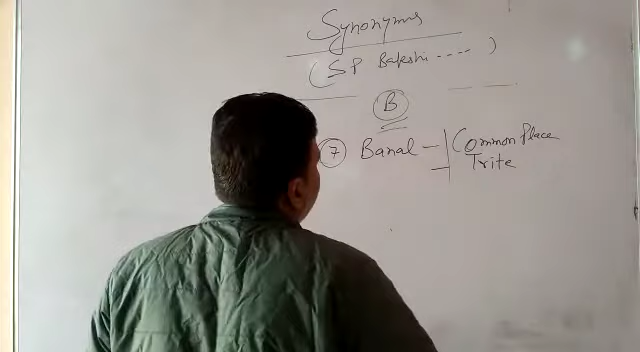 Synonyms
(SP Bakshi ---- )
B
7 Banal - Common Place
- Trite